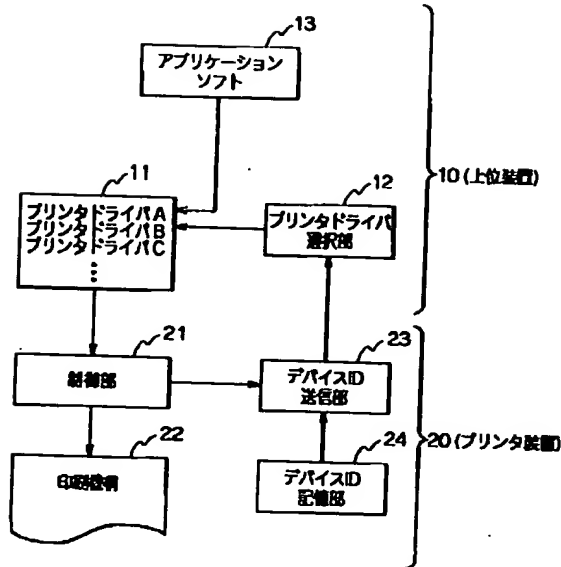 13
アプリケーション
ソフト
11
プリンタドライバA
プリンタドライバB
プリンタドライバC
12
プリンタドライバ
選択部
10(上位装置)
21
制御部
23
デバイスID
送信部
22
印刷機構
24
デバイスID
記憶部
20(プリンタ装置)